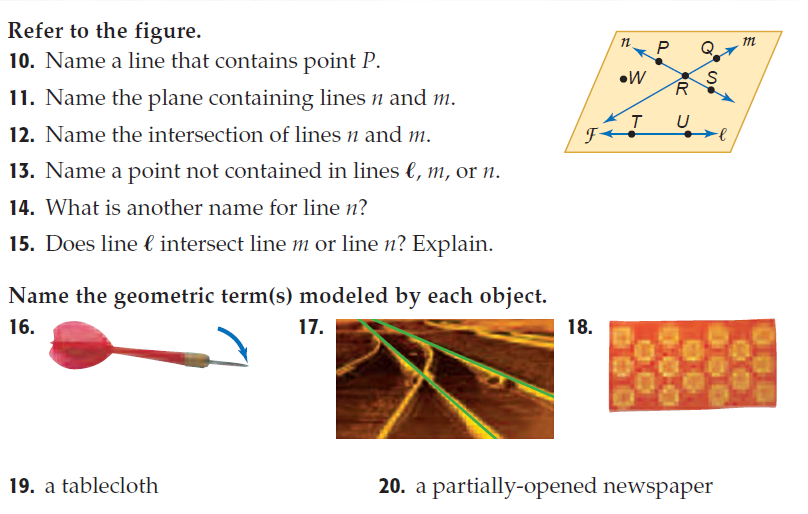 Refer to the figure.
10. Name a line that contains point P.
11. Name the plane containing lines n and m.
12. Name the intersection of lines n and m.
13. Name a point not contained in lines ℓ, m, or n.
14. What is another name for line n?
15. Does line ℓ intersect line m or line n? Explain.
n P Q m
W R S
F T U ℓ
Name the geometric term(s) modeled by each object.
16. 17. 18.
19. a tablecloth 20. a partially-opened newspaper